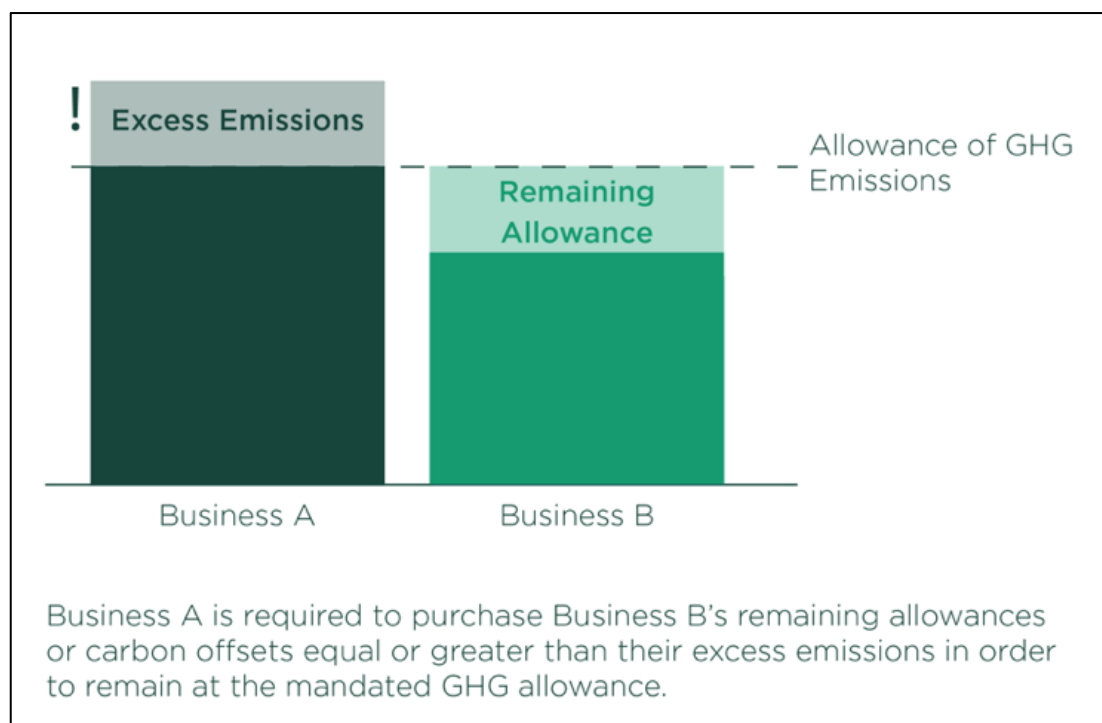 !
Excess Emissions
Allowance of GHG
Emissions
Remaining
Allowance
Business A
Business B
Business A is required to purchase Business B’s remaining allowances
or carbon offsets equal or greater than their excess emissions in order
to remain at the mandated GHG allowance.